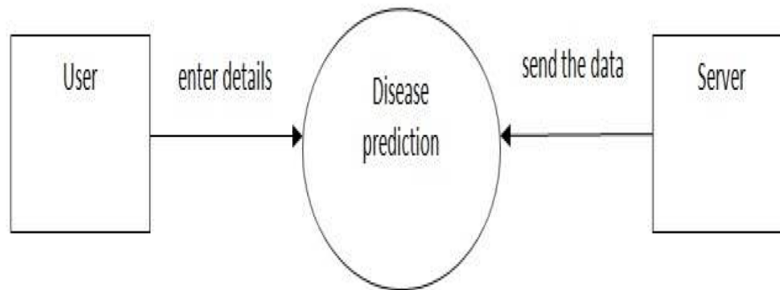 User
enter details
Disease
prediction
send the data
Server